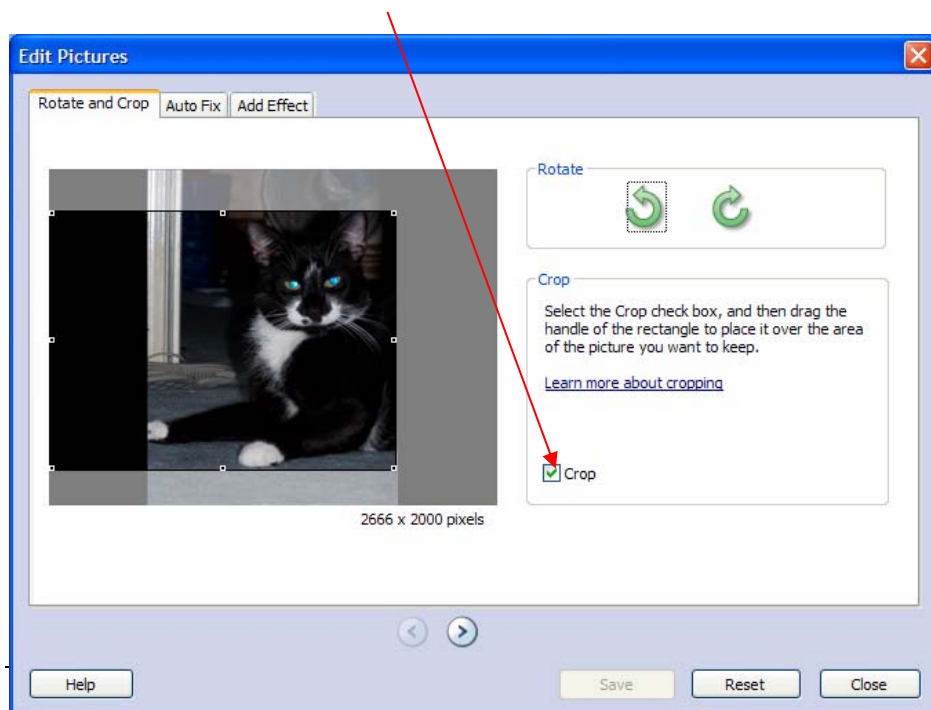 Edit Pictures
Rotate and Crop
Auto Fix
Add Effect
Rotate
Crop
Select the Crop check box, and then drag the
handle of the rectangle to place it over the area
of the picture you want to keep.
Learn more about cropping
Crop
2666 x 2000 pixels
Help
Save
Reset
Close